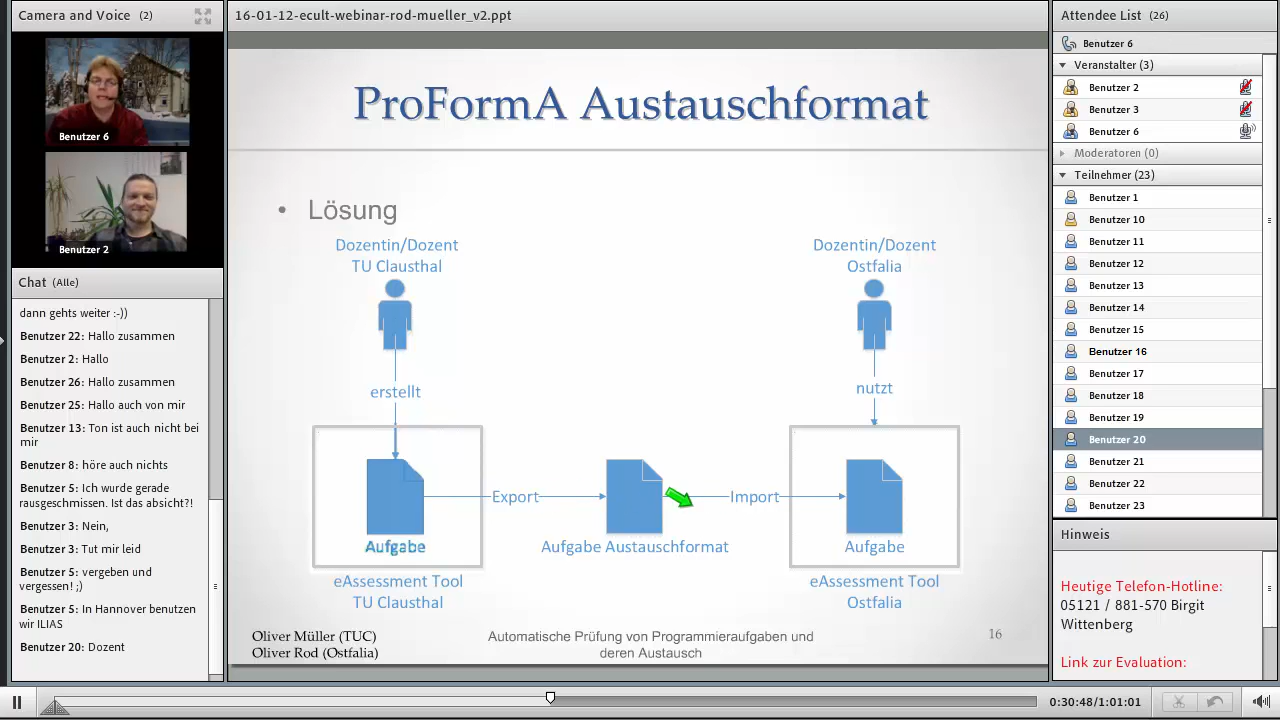 Camera and Voice (2)
Benutzer 6
Benutzer 2
Chat (Alle)
dann gehts weiter :-))
Benutzer 22: Hallo zusammen
Benutzer 2: Hallo
Benutzer 26: Hallo zusammen
Benutzer 25: Hallo auch von mir
Benutzer 13: Ton ist auch nicht bei
mir
Benutzer 8: höre auch nichts
Benutzer 5: Ich wurde gerade
rausgeschmissen. Ist das absicht?!
Benutzer 3: Nein,
Benutzer 3: Tut mir leid
Benutzer 5: vergeben und
vergessen! ;)
Benutzer 5: In Hannover benutzen
wir ILIAS
Benutzer 20: Dozent
16-01-12-ecult-webinar-rod-mueller_v2.ppt
ProFormA Austauschformat
• Lösung
Dozentin/Dozent
TU Clausthal
Dozentin/Dozent
Ostfalia
erstellt
nutzt
Export
Import
Aufgabe
Aufgabe Austauschformat
Aufgabe
eAssessment Tool
TU Clausthal
eAssessment Tool
Ostfalia
Oliver Müller (TUC)
Oliver Rod (Ostfalia)
Automatische Prüfung von Programmieraufgaben und
deren Austausch
16
Attendee List (26)
Benutzer 6
Veranstalter (3)
Benutzer 2
Benutzer 3
Benutzer 6
Moderatoren (0)
Teilnehmer (23)
Benutzer 1
Benutzer 10
Benutzer 11
Benutzer 12
Benutzer 13
Benutzer 14
Benutzer 15
Benutzer 16
Benutzer 17
Benutzer 18
Benutzer 19
Benutzer 20
Benutzer 21
Benutzer 22
Benutzer 23
Hinweis
Heutige Telefon-Hotline:
05121 / 881-570 Birgit
Wittenberg
Link zur Evaluation:
0:30:48/1:01:01